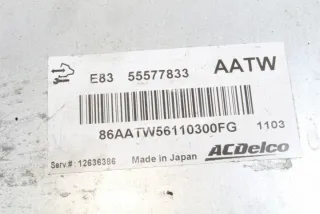 E83 55577833 AATW
86AATW56110300FG 1103
Serv.# 12636386 Made in Japan ACDelco